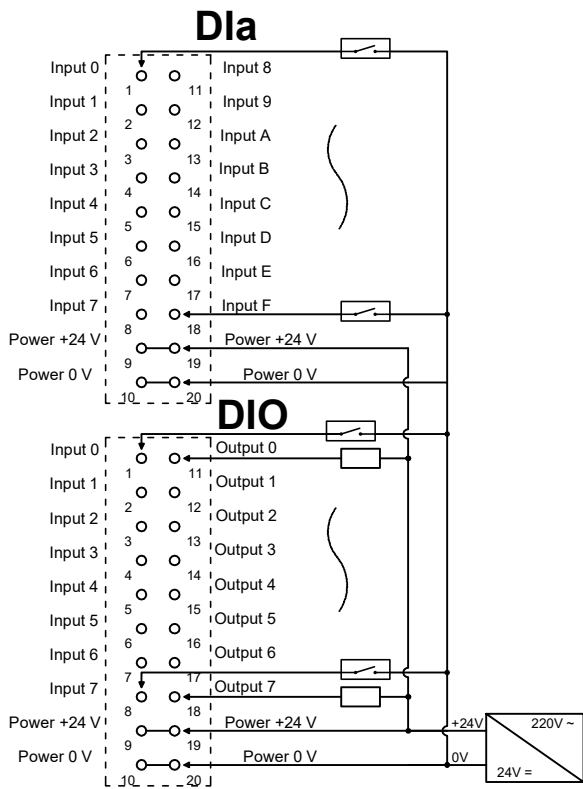 DIa
Input 0 Input 8
1 11
Input 1 Input 9
2 12
Input 2 Input A
3 13
Input 3 Input B
4 14
Input 4 Input C
5 15
Input 5 Input D
6 16
Input 6 Input E
7 17
Input 7 Input F
8 18
Power +24 V Power +24 V
9 19
Power 0 V Power 0 V
10 20
DIO
Input 0 Output 0
1 11
Input 1 Output 1
2 12
Input 2 Output 2
3 13
Input 3 Output 3
4 14
Input 4 Output 4
5 15
Input 5 Output 5
6 16
Input 6 Output 6
7 17
Input 7 Output 7
8 18
Power +24 V Power +24 V +24V 220V ~
9 19
Power 0 V Power 0 V 0V
10 20 24V =